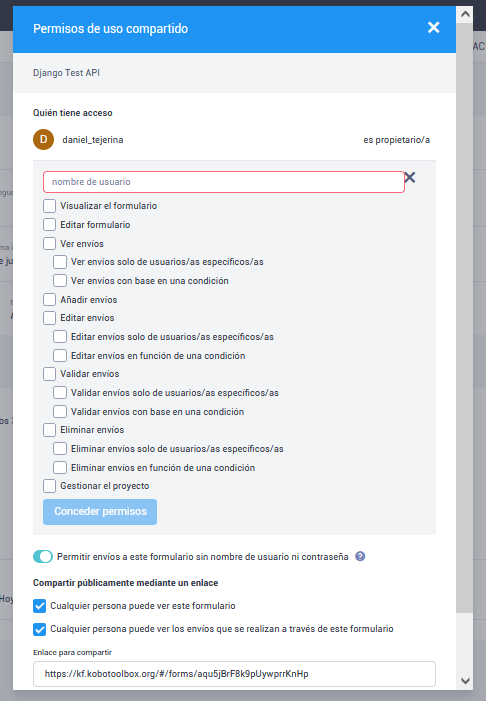 Permisos de uso compartido
Django Test API
Quién tiene acceso
D daniel_tejerina es propietario/a
nombre de usuario
Visualizar el formulario
Editar formulario
Ver envíos
Ver envíos solo de usuarios/as específicos/as
Ver envíos con base en una condición
Añadir envíos
Editar envíos
Editar envíos solo de usuarios/as específicos/as
Editar envíos en función de una condición
Validar envíos
Validar envíos solo de usuarios/as específicos/as
Validar envíos con base en una condición
Eliminar envíos
Eliminar envíos solo de usuarios/as específicos/as
Eliminar envíos en función de una condición
Gestionar el proyecto
Conceder permisos
Permitir envíos a este formulario sin nombre de usuario ni contraseña ?
Compartir públicamente mediante un enlace
Cualquier persona puede ver este formulario
Cualquier persona puede ver los envíos que se realizan a través de este formulario
Enlace para compartir
https://kf.kobotoolbox.org/#/forms/aqu5jBrF8k9pUywprrKnHp